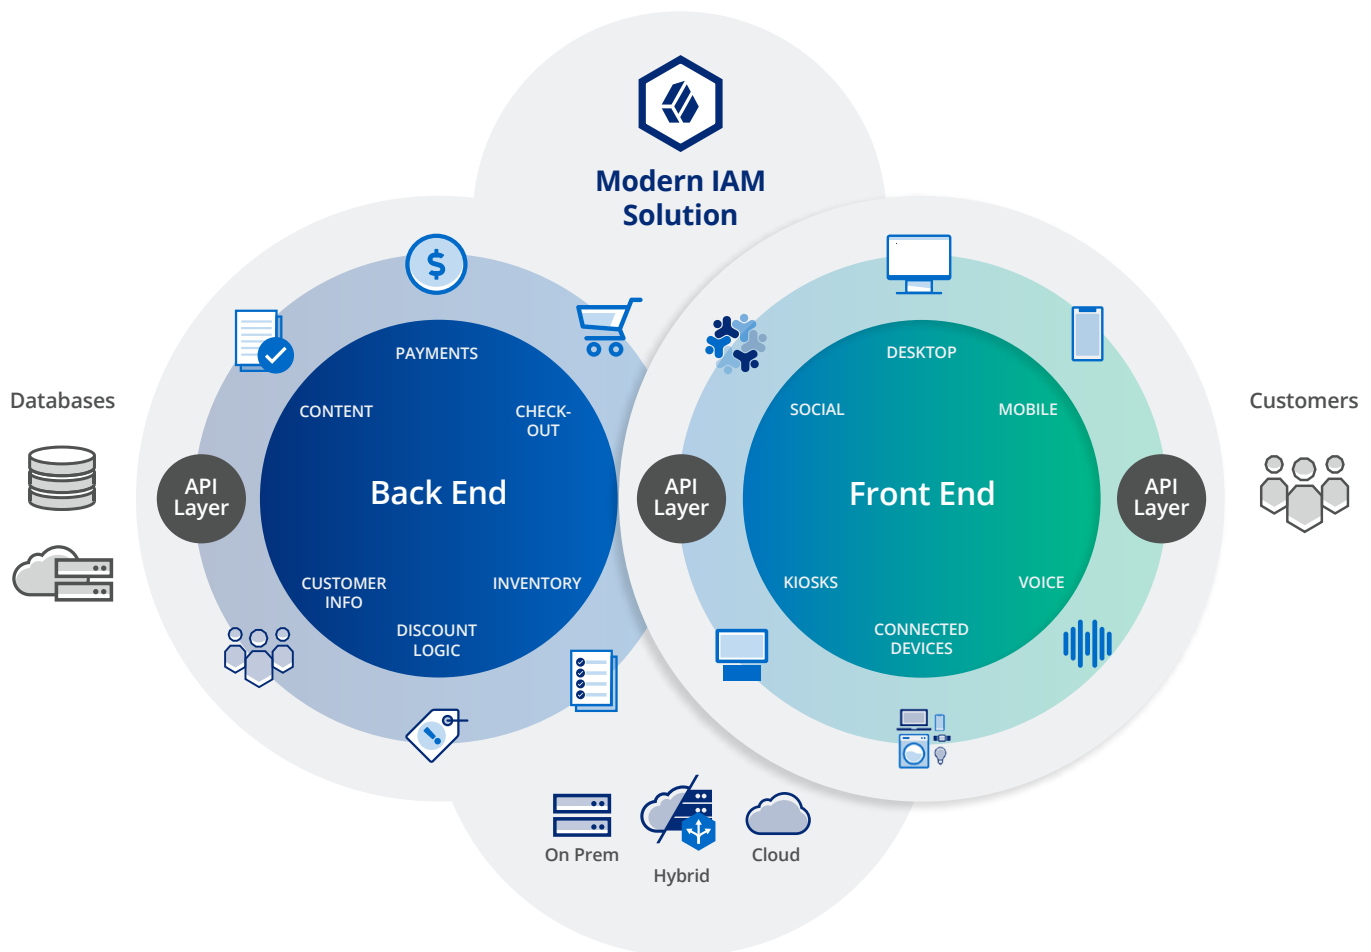 Modern IAM
Solution
Databases
API
Layer
Back End
PAYMENTS
CONTENT
CHECK-
OUT
CUSTOMER
INFO
INVENTORY
DISCOUNT
LOGIC
API
Layer
Front End
DESKTOP
SOCIAL
MOBILE
KIOSKS
VOICE
CONNECTED
DEVICES
API
Layer
Customers
On Prem
Hybrid
Cloud